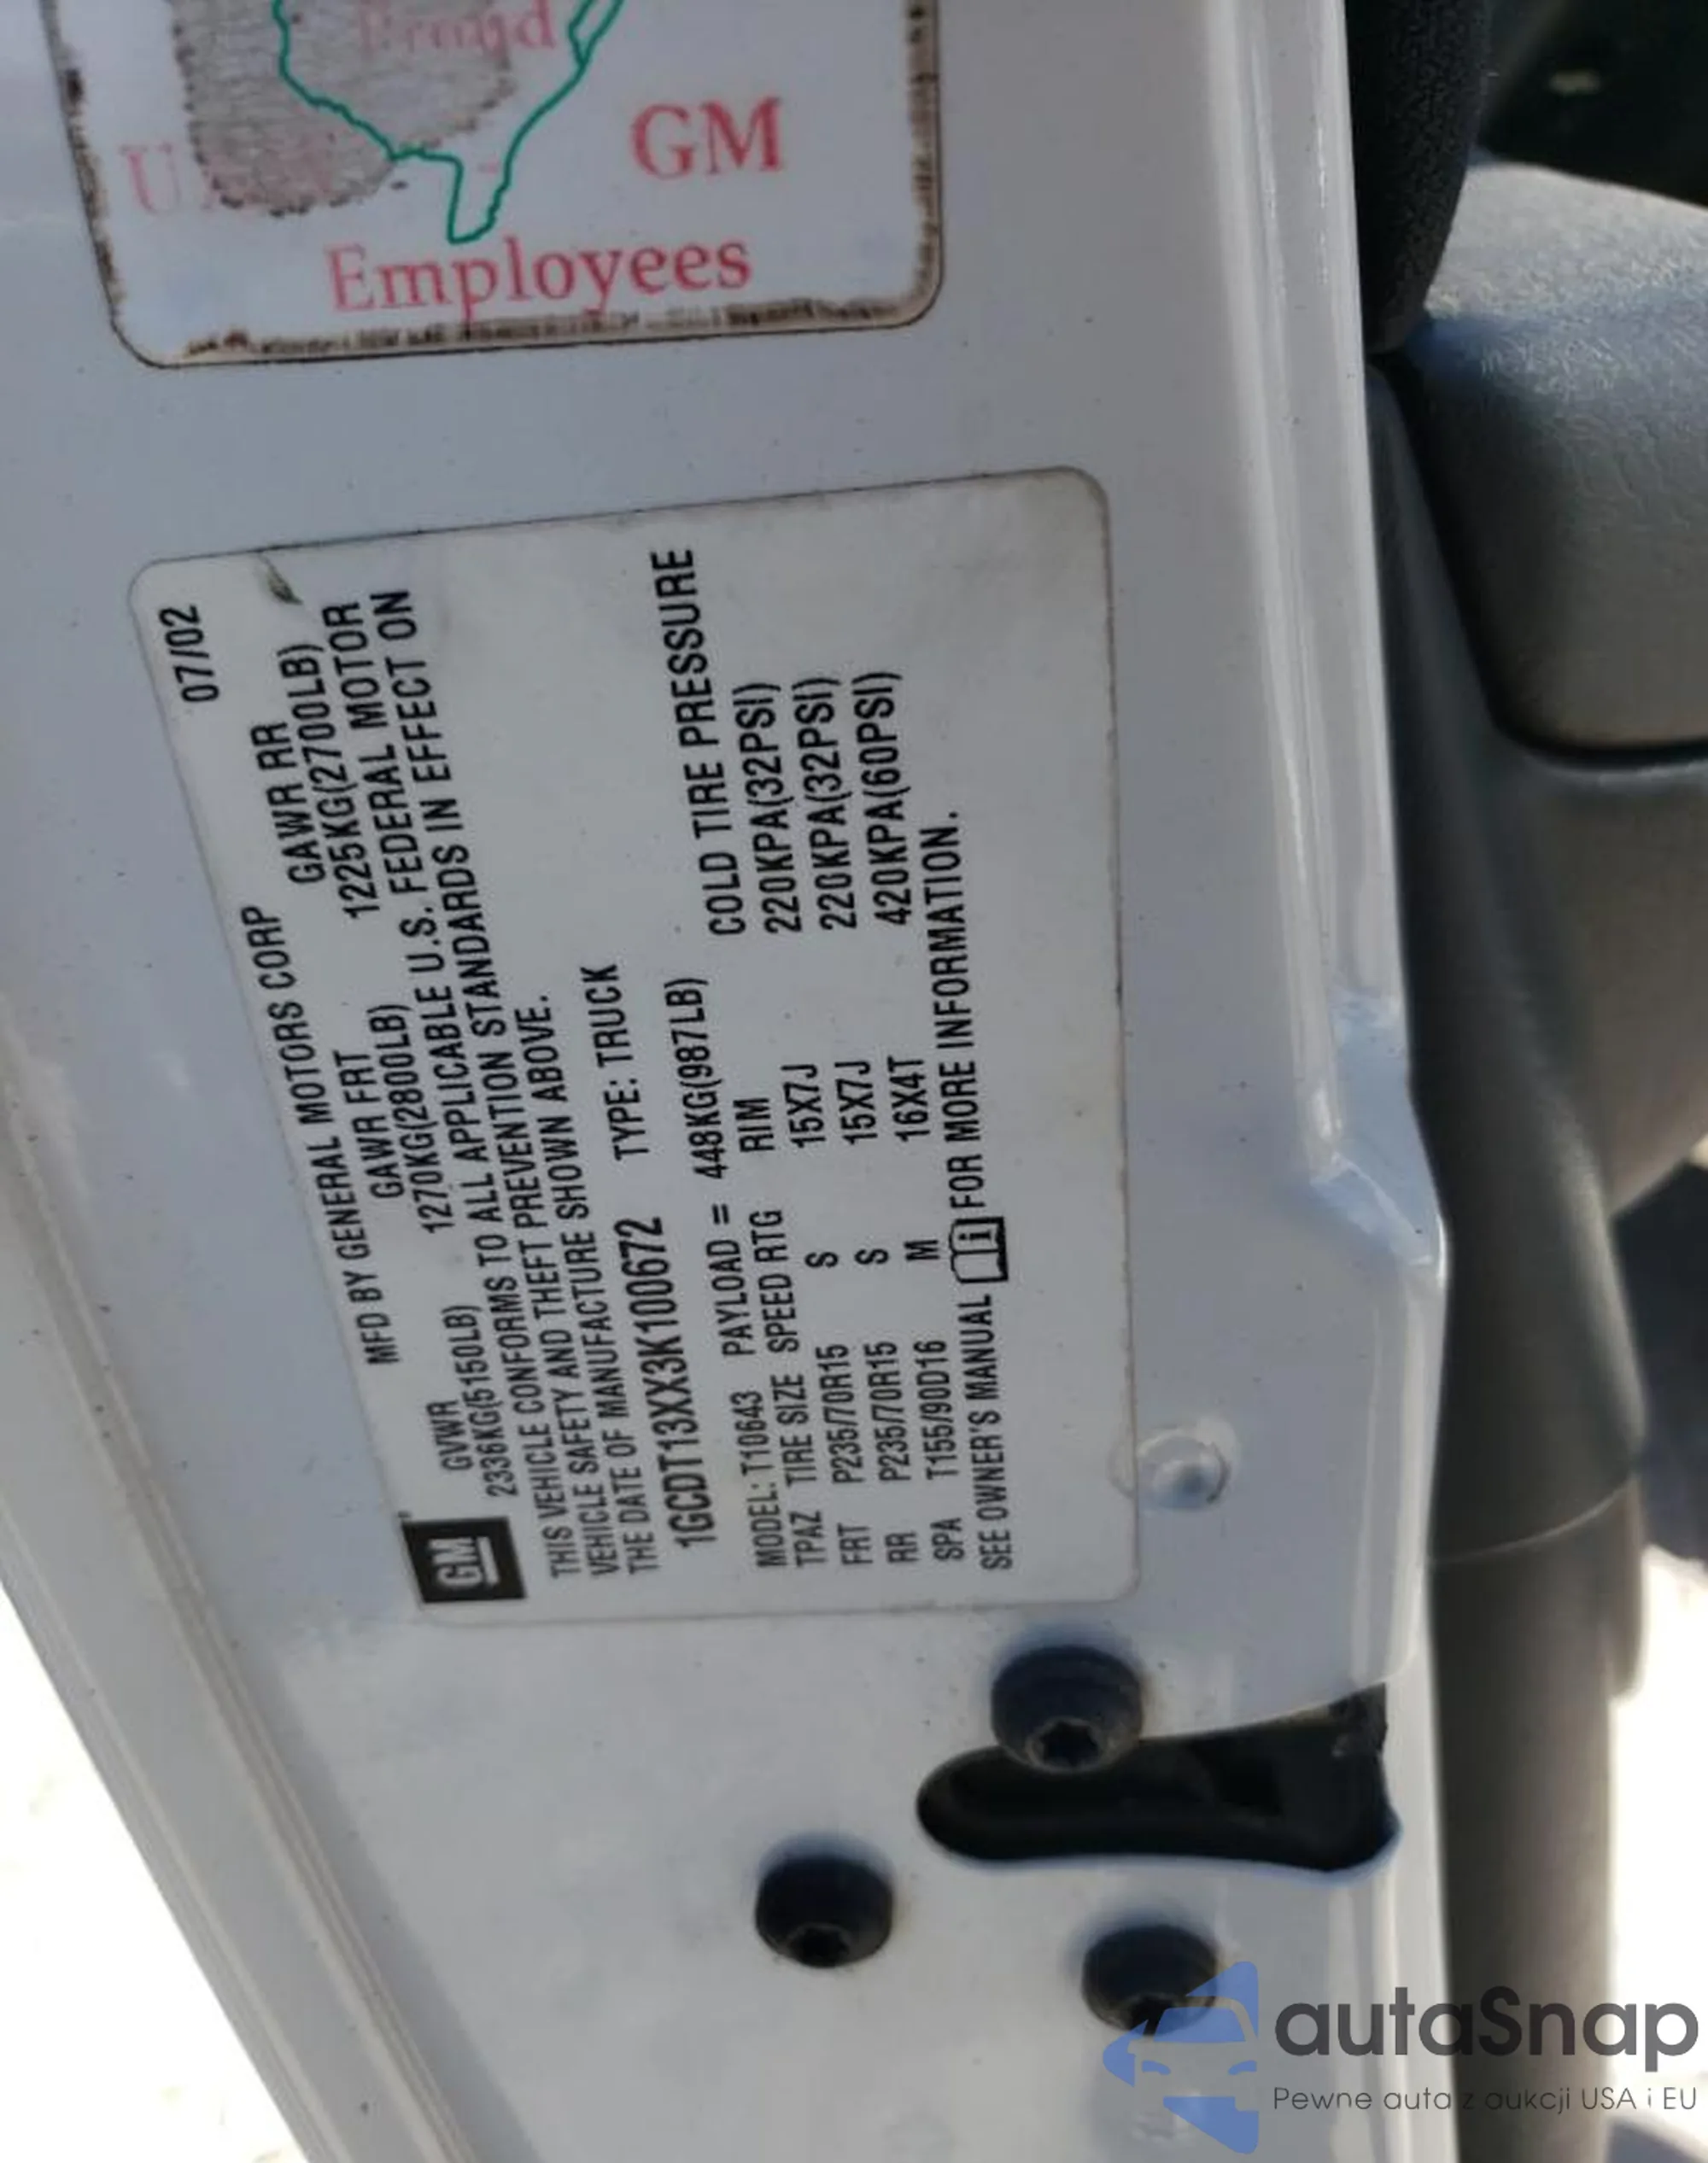 Proud
GM
Employees
07/02
MFD BY GENERAL MOTORS CORP
GM
GVWR GAWR FRT GAWR RR
2336KG(5150LB) 1270KG(2800LB) 1225KG(2700LB)
THIS VEHICLE CONFORMS TO ALL APPLICABLE U.S. FEDERAL MOTOR
VEHICLE SAFETY AND THEFT PREVENTION STANDARDS IN EFFECT ON
THE DATE OF MANUFACTURE SHOWN ABOVE.
1GCDT13XX3K100672 TYPE: TRUCK
MODEL: T10643 PAYLOAD = 448KG(987LB)
TPAZ TIRE SIZE SPEED RTG RIM COLD TIRE PRESSURE
FRT P235/70R15 S 15X7J 220KPA(32PSI)
RR P235/70R15 S 15X7J 220KPA(32PSI)
SPA T155/90D16 M 16X4T 420KPA(60PSI)
SEE OWNER'S MANUAL i FOR MORE INFORMATION.
autaSnap
Pewne auta z aukcji USA i EU